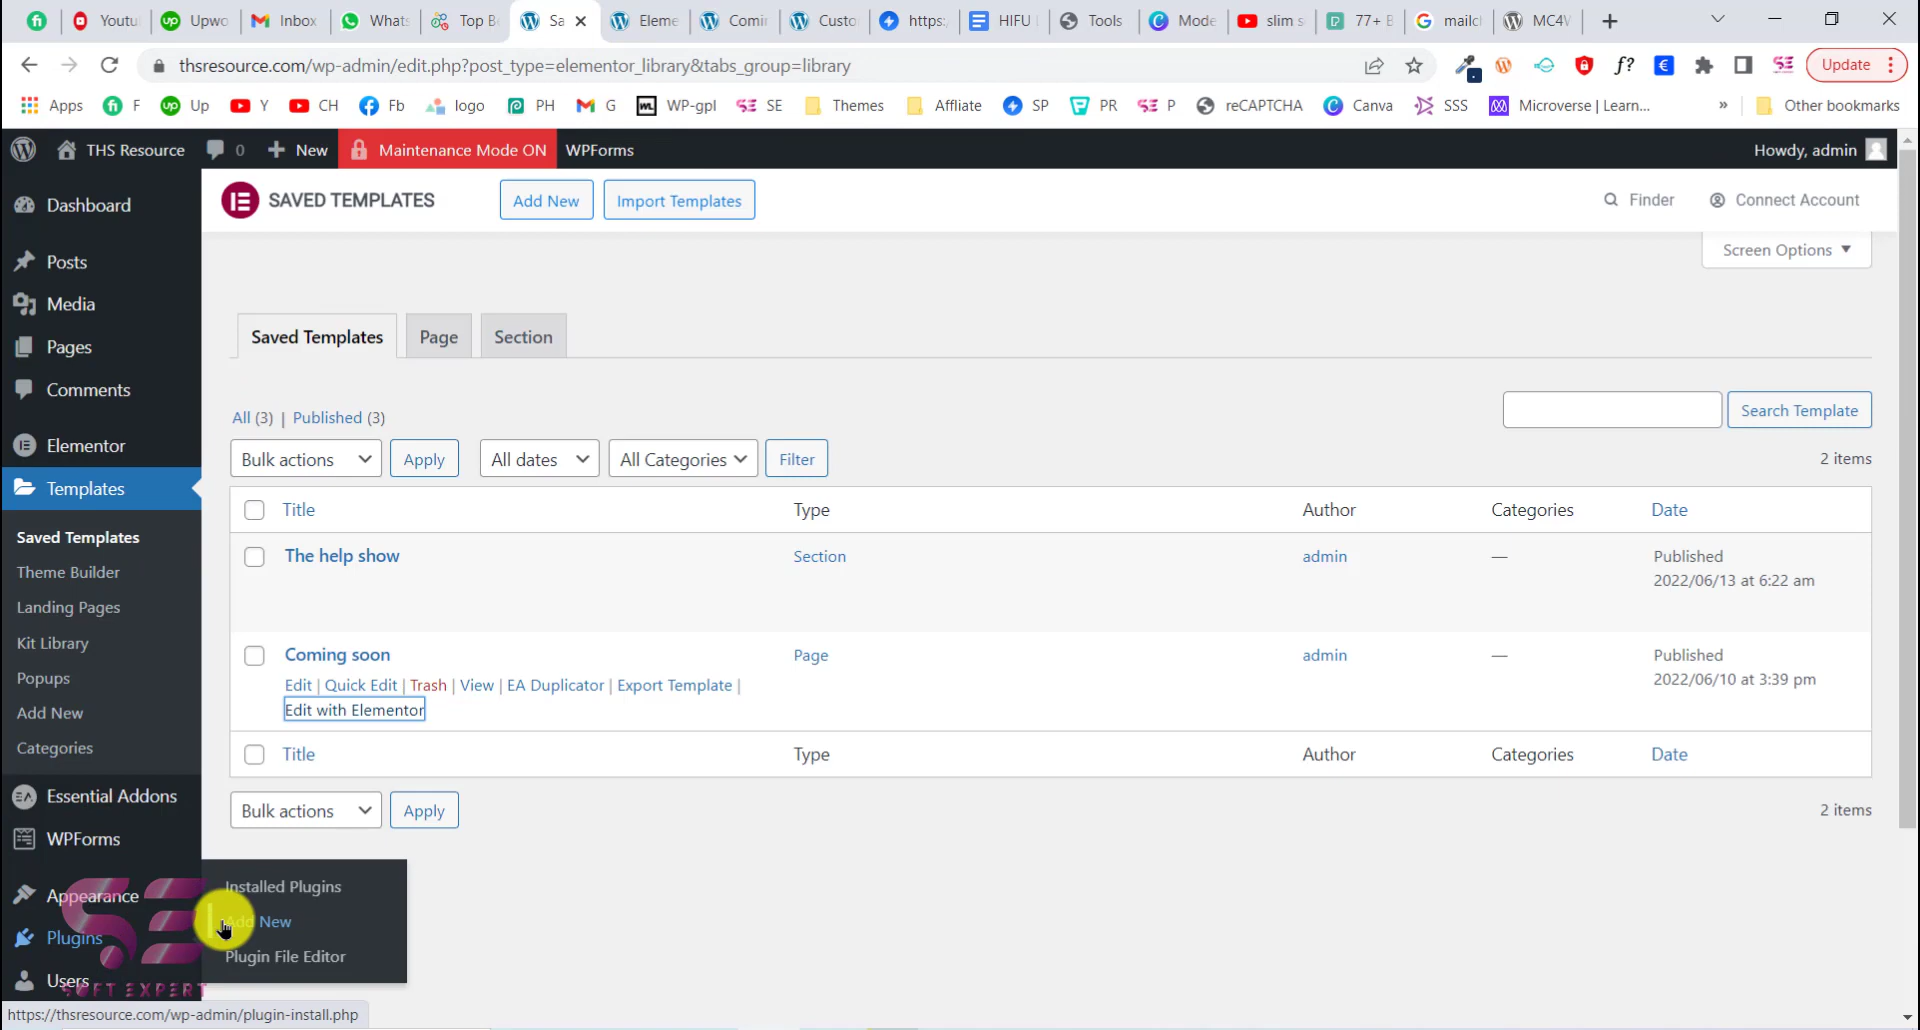 Youtu
Upwo
Inbox
What:
Top B
Sa
Eleme
Comin
Custo
https:
HIFU
Tools
Mode
slim s
77+ E
mailc
MC4V
thsresource.com/wp-admin/edit.php?post_type=elementor_library&tabs_group=library
Update
Apps F Up Y CH Fb logo PH G WP-gpl SE Themes Affliate SP PR P reCAPTCHA Canva SSS Microverse | Learn... » Other bookmarks
THS Resource 0 New Maintenance Mode ON WPForms Howdy, admin
SAVED TEMPLATES Add New Import Templates Finder Connect Account
Screen Options
Dashboard
Posts
Media
Pages
Comments
Elementor
Templates
Saved Templates
Theme Builder
Landing Pages
Kit Library
Popups
Add New
Categories
Essential Addons
WPForms
Appearance
Plugins
Users
Installed Plugins
Add New
Plugin File Editor
Saved Templates Page Section
All (3) | Published (3)
Search Template
Bulk actions Apply All dates All Categories Filter 2 items
Title Type Author Categories Date
The help show Section admin — Published
2022/06/13 at 6:22 am
Coming soon Page admin — Published
2022/06/10 at 3:39 pm
Edit | Quick Edit | Trash | View | EA Duplicator | Export Template |
Edit with Elementor
Title Type Author Categories Date
Bulk actions Apply 2 items
SOFT EXPERT
https://thsresource.com/wp-admin/plugin-install.php